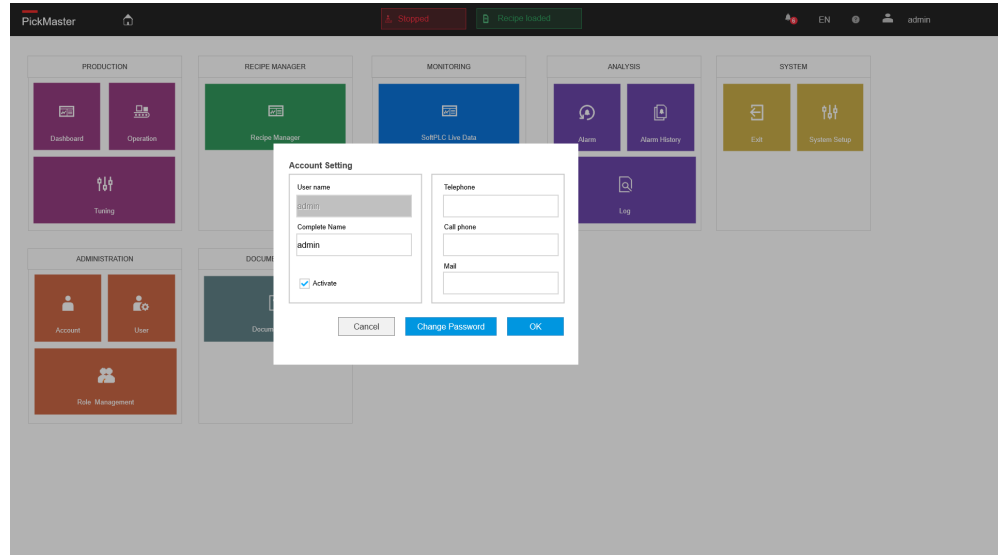 PickMaster
Stopped
Recipe loaded
6
EN
?
admin
PRODUCTION
RECIPE MANAGER
MONITORING
ANALYSIS
SYSTEM
Dashboard
Operation
Recipe Manager
SoftPLC Live Data
Alarm
Alarm History
Exit
System Setup
Tuning
Log
Account Setting
User name
admin
Complete Name
admin
Activate
Telephone
Call phone
Mail
Cancel
Change Password
OK
ADMINISTRATION
DOCUME
Account
User
Docum
Role Management